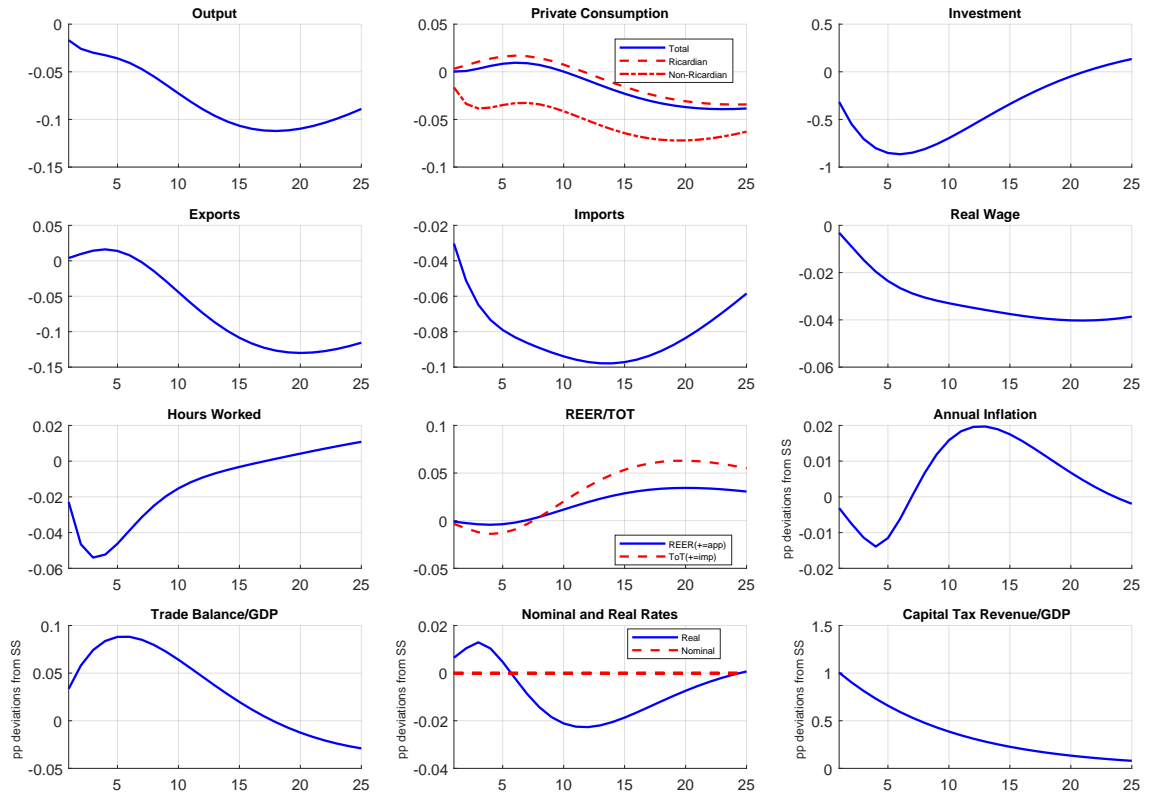 Output
0
-0.05
-0.1
-0.15
5 10 15 20 25
Private Consumption
0.05
0
-0.05
-0.1
Total
Ricardian
Non-Ricardian
5 10 15 20 25
Investment
0.5
0
-0.5
-1
5 10 15 20 25
Exports
0.05
0
-0.05
-0.1
-0.15
5 10 15 20 25
Imports
-0.02
-0.04
-0.06
-0.08
-0.1
5 10 15 20 25
Real Wage
0
-0.02
-0.04
-0.06
5 10 15 20 25
Hours Worked
0.02
0
-0.02
-0.04
-0.06
5 10 15 20 25
REER/TOT
0.1
0.05
0
-0.05
REER(+=app)
ToT(+=imp)
5 10 15 20 25
Annual Inflation
pp deviations from SS
0.02
0.01
0
-0.01
-0.02
5 10 15 20 25
Trade Balance/GDP
pp deviations from SS
0.1
0.05
0
-0.05
5 10 15 20 25
Nominal and Real Rates
0.02
0
-0.02
-0.04
Real
Nominal
5 10 15 20 25
Capital Tax Revenue/GDP
pp deviations from SS
1.5
1
0.5
0
5 10 15 20 25